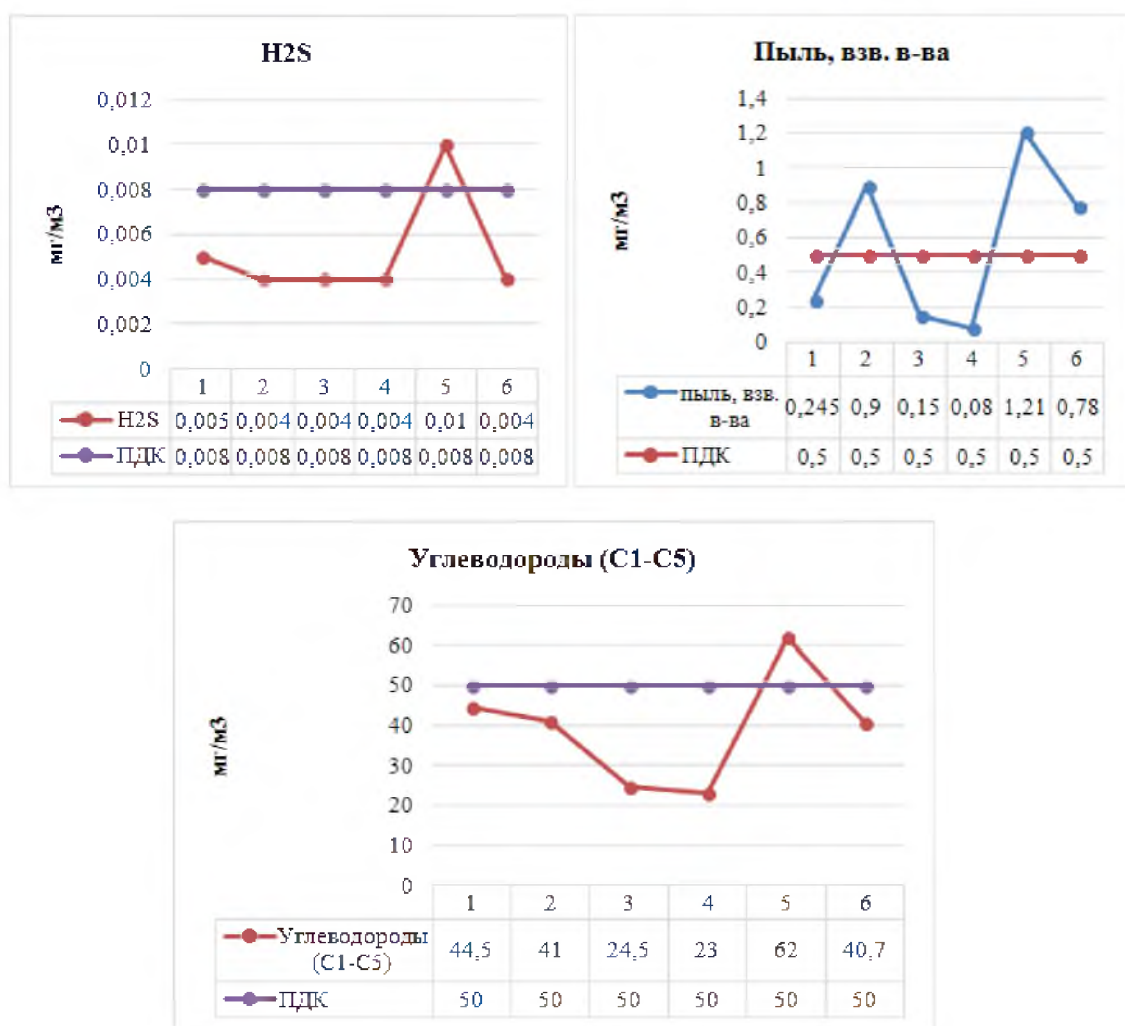 H2S
мг/м3
0,012
0,01
0,008
0,006
0,004
0,002
0
1 2 3 4 5 6
H2S 0,005 0,004 0,004 0,004 0,01 0,004
ПДК 0,008 0,008 0,008 0,008 0,008 0,008
Пыль, взв. в-ва
мг/м3
1,4
1,2
1
0,8
0,6
0,4
0,2
0
1 2 3 4 5 6
пыль, взв.
в-ва 0,245 0,9 0,15 0,08 1,21 0,78
ПДК 0,5 0,5 0,5 0,5 0,5 0,5
Углеводороды (С1-С5)
мг/м3
70
60
50
40
30
20
10
0
1 2 3 4 5 6
Углеводороды
(С1-С5) 44,5 41 24,5 23 62 40,7
ПДК 50 50 50 50 50 50